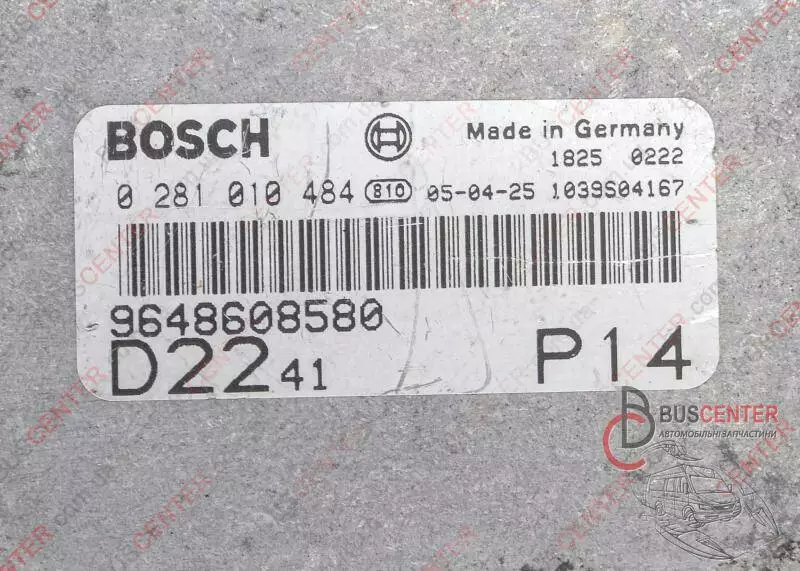 BOSCH
Made in Germany
1825 0222
0 281 010 484 810 05-04-25 1039S04167
9648608580
D22 41 P14
BUSCENTER
АВТОМОБІЛЬНІ ЗАПЧАСТИНИ